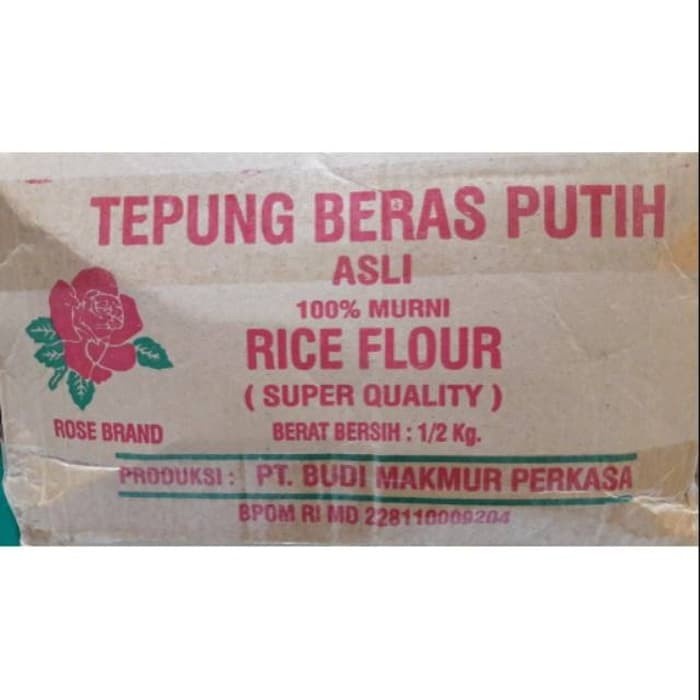 TEPUNG BERAS PUTIH
ASLI
100% MURNI
RICE FLOUR
( SUPER QUALITY )
ROSE BRAND
BERAT BERSIH : 1/2 Kg.
PRODUKSI : PT. BUDI MAKMUR PERKASA
BPOM RI MD 228110009204